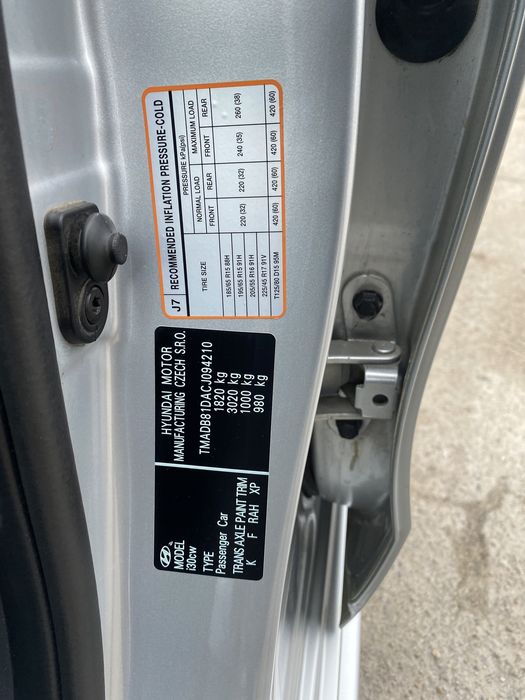 J7 RECOMMENDED INFLATION PRESSURE-COLD
TIRE SIZE
PRESSURE kPa(psi)
NORMAL LOAD MAXIMUM LOAD
FRONT REAR FRONT REAR
185/65 R15 88H
195/65 R15 91H
205/55 R16 91H
225/45 R17 91V
220 (32) 220 (32) 240 (35) 260 (38)
T125/80 D15 95M 420 (60) 420 (60) 420 (60) 420 (60)
HYUNDAI MOTOR
MANUFACTURING CZECH S.R.O.
TMADB81DACJ094210
1820 kg
3020 kg
1000 kg
980 kg
MODEL
i30cw
TYPE
Passenger Car
TRANS AXLE PAINT TRIM
K F RAH XP